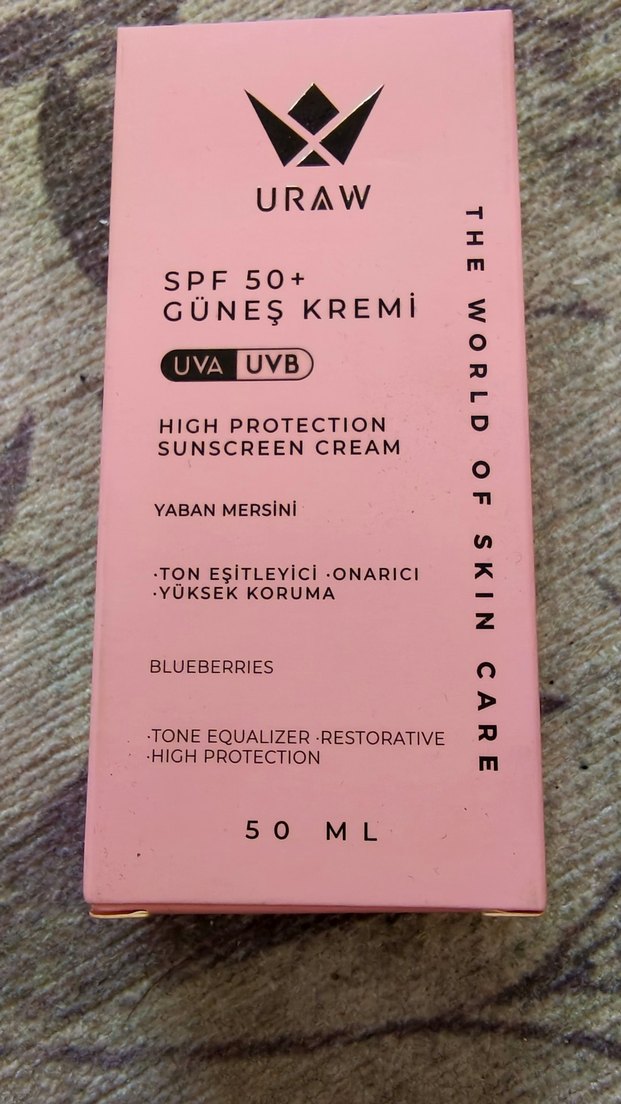 URAW
SPF 50+
GÜNEŞ KREMİ
UVA UVB
HIGH PROTECTION
SUNSCREEN CREAM
YABAN MERSİNİ
·TON EŞİTLEYİCİ ·ONARICI
·YÜKSEK KORUMA
BLUEBERRIES
·TONE EQUALIZER ·RESTORATIVE
·HIGH PROTECTION
50 ML
THE WORLD OF SKIN CARE